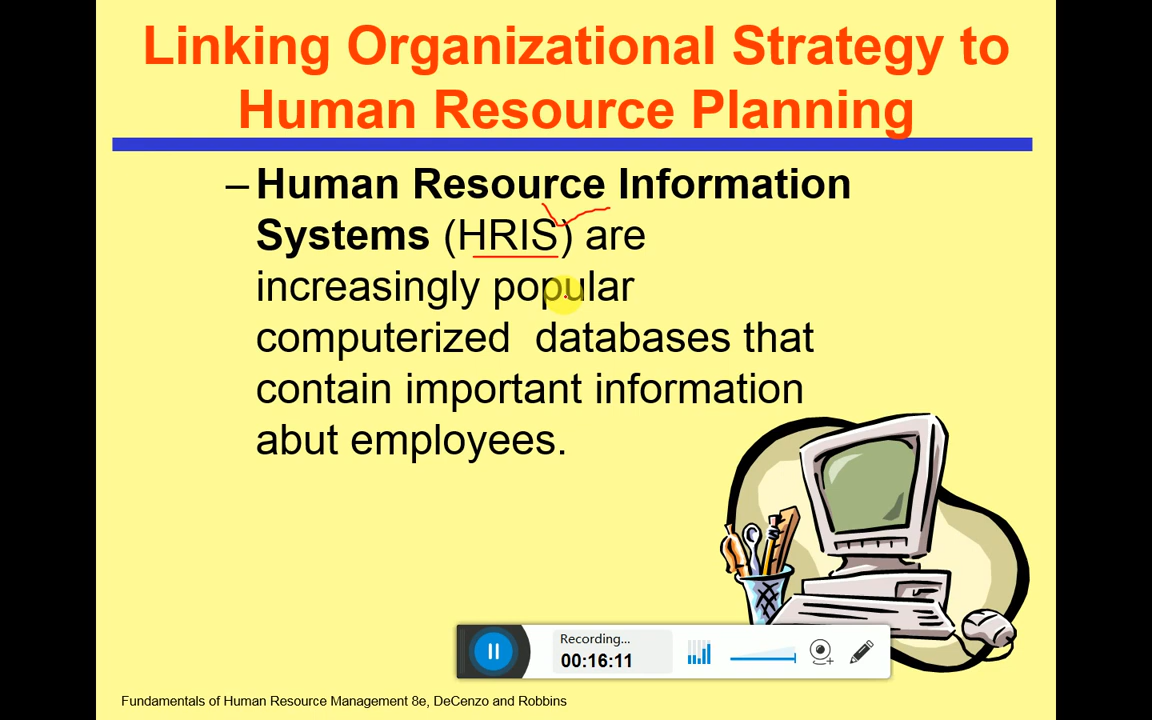 Linking Organizational Strategy to
Human Resource Planning
– Human Resource Information
Systems (HRIS) are
increasingly popular
computerized databases that
contain important information
abut employees.
Recording...
00:16:11
Fundamentals of Human Resource Management 8e, DeCenzo and Robbins